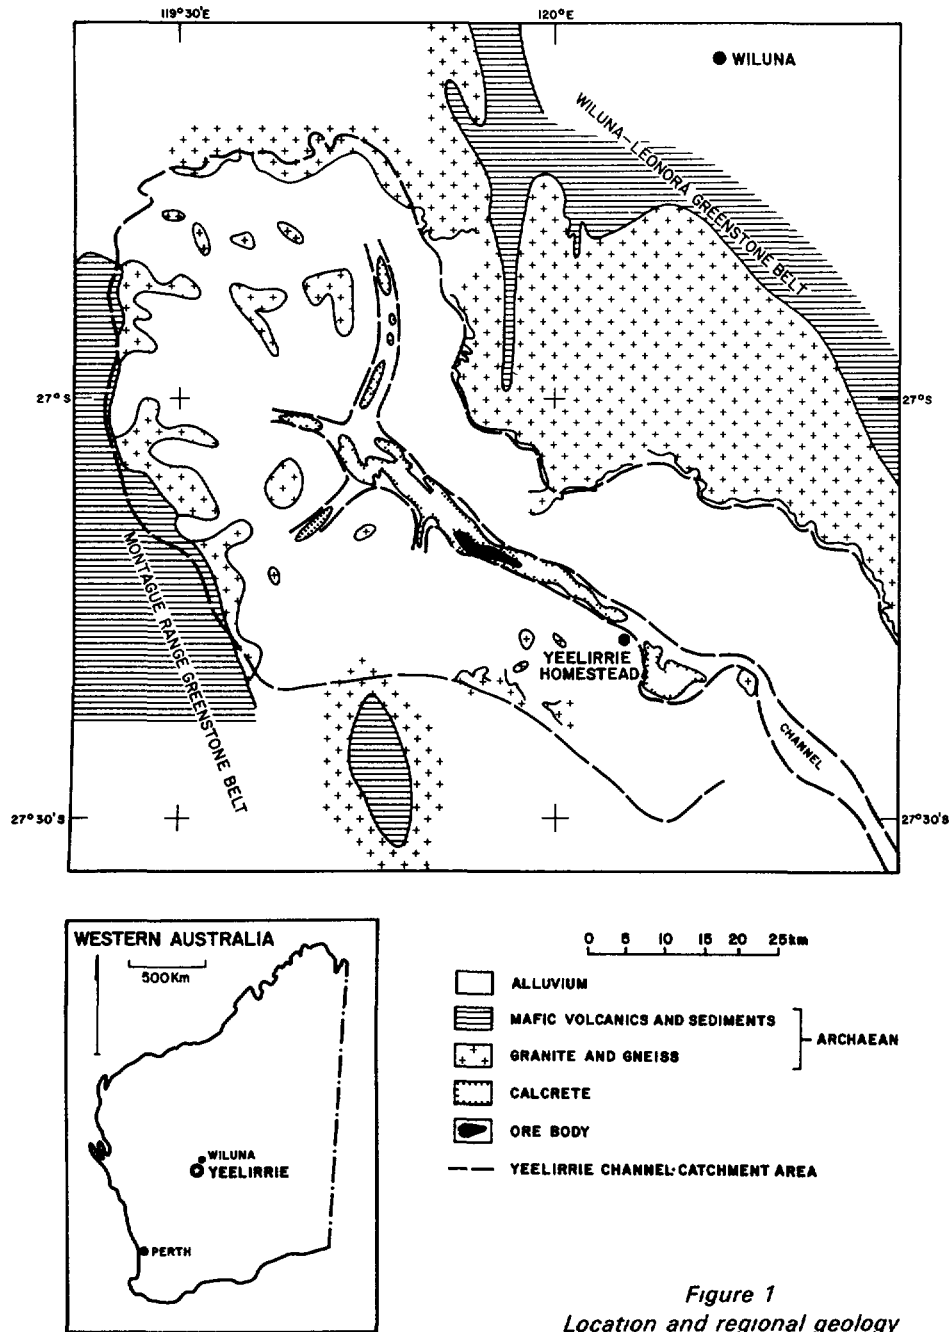 119°30'E
120°E
WILUNA
WILUNA–LEONORA GREENSTONE BELT
27°S
27°S
MONTAGUE RANGE GREENSTONE BELT
YEELIRRIE
HOMESTEAD
CHANNEL
27°30'S
27°30'S
WESTERN AUSTRALIA
500Km
WILUNA
YEELIRRIE
PERTH
0 5 10 15 20 25km
ALLUVIUM
MAFIC VOLCANICS AND SEDIMENTS
ARCHAEAN
GRANITE AND GNEISS
CALCRETE
ORE BODY
YEELIRRIE CHANNEL·CATCHMENT AREA
Figure 1
Location and regional geology